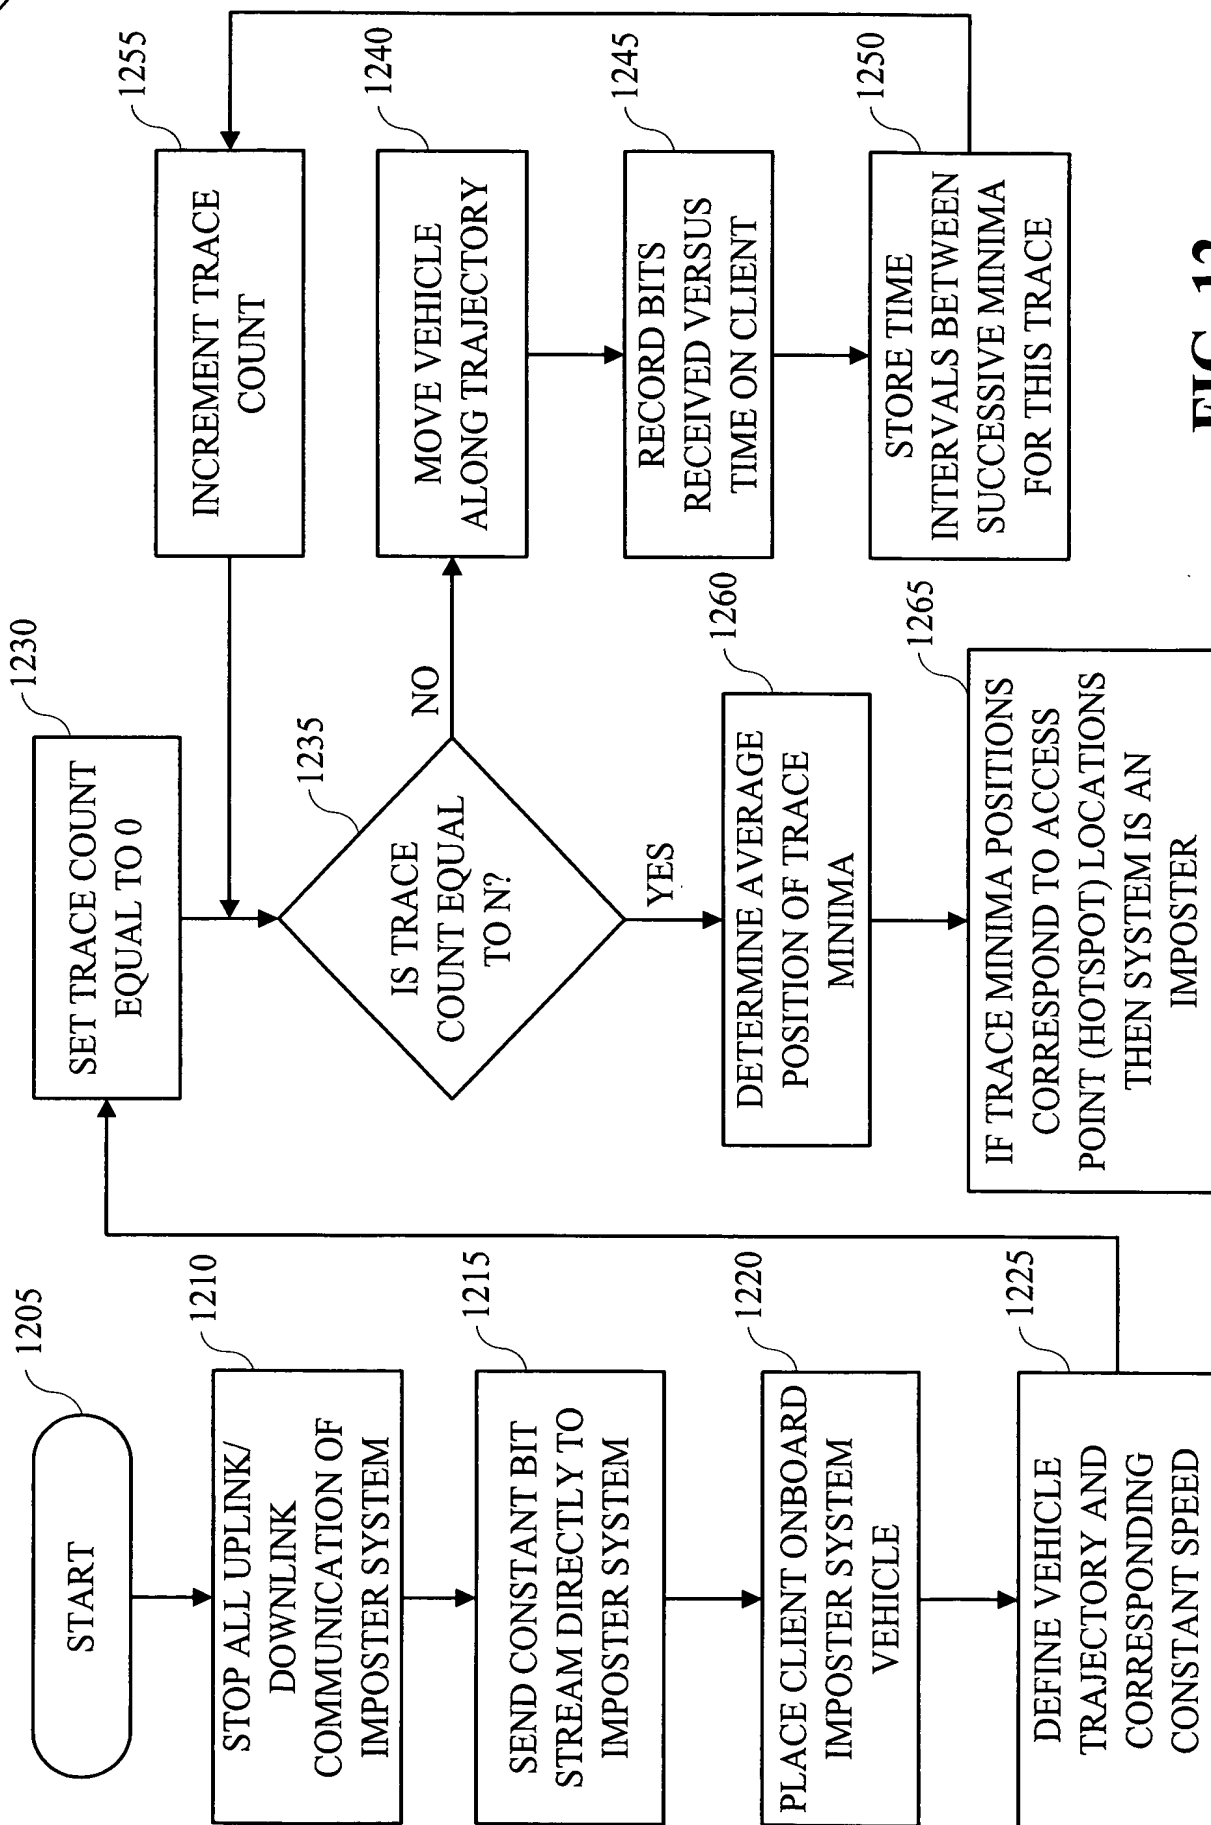 START
1205
STOP ALL UPLINK/
DOWNLINK
COMMUNICATION OF
IMPOSTER SYSTEM
1210
SEND CONSTANT BIT
STREAM DIRECTLY TO
IMPOSTER SYSTEM
1215
PLACE CLIENT ONBOARD
IMPOSTER SYSTEM
VEHICLE
1220
DEFINE VEHICLE
TRAJECTORY AND
CORRESPONDING
CONSTANT SPEED
1225
SET TRACE COUNT
EQUAL TO 0
1230
IS TRACE
COUNT EQUAL
TO N?
1235
NO
YES
MOVE VEHICLE
ALONG TRAJECTORY
1240
RECORD BITS
RECEIVED VERSUS
TIME ON CLIENT
1245
STORE TIME
INTERVALS BETWEEN
SUCCESSIVE MINIMA
FOR THIS TRACE
1250
INCREMENT TRACE
COUNT
1255
DETERMINE AVERAGE
POSITION OF TRACE
MINIMA
1260
IF TRACE MINIMA POSITIONS
CORRESPOND TO ACCESS
POINT (HOTSPOT) LOCATIONS
THEN SYSTEM IS AN
IMPOSTER
1265